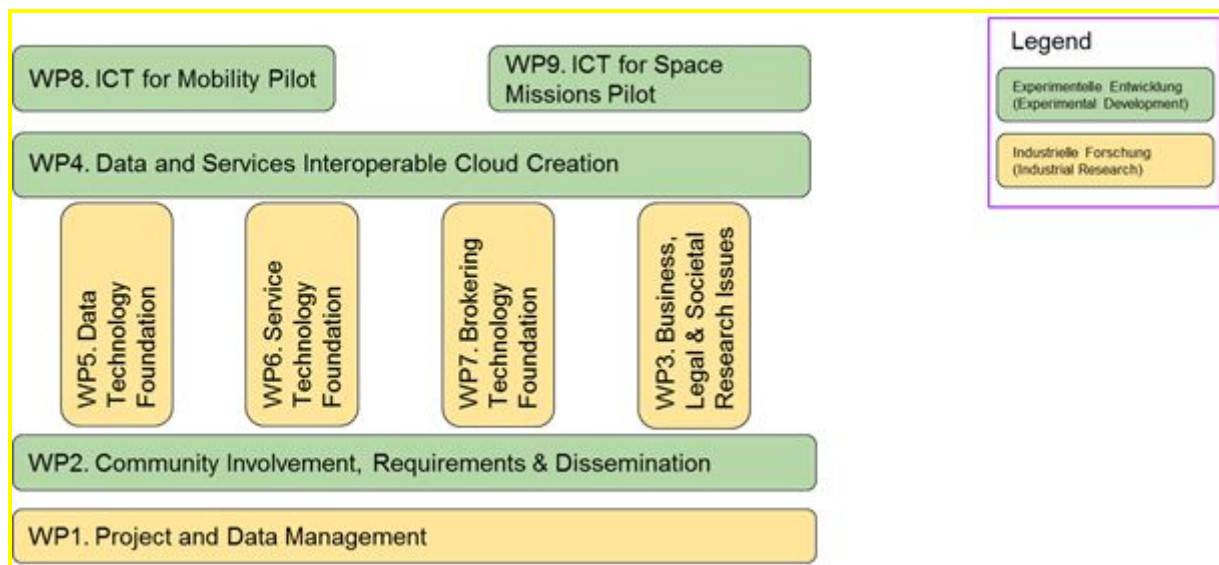 WP8. ICT for Mobility Pilot
WP9. ICT for Space
Missions Pilot
WP4. Data and Services Interoperable Cloud Creation
WP5. Data
Technology
Foundation
WP6. Service
Technology
Foundation
WP7. Brokering
Technology
Foundation
WP3. Business,
Legal & Societal
Research Issues
WP2. Community Involvement, Requirements & Dissemination
WP1. Project and Data Management
Legend
Experimentelle Entwicklung
(Experimental Development)
Industrielle Forschung
(Industrial Research)